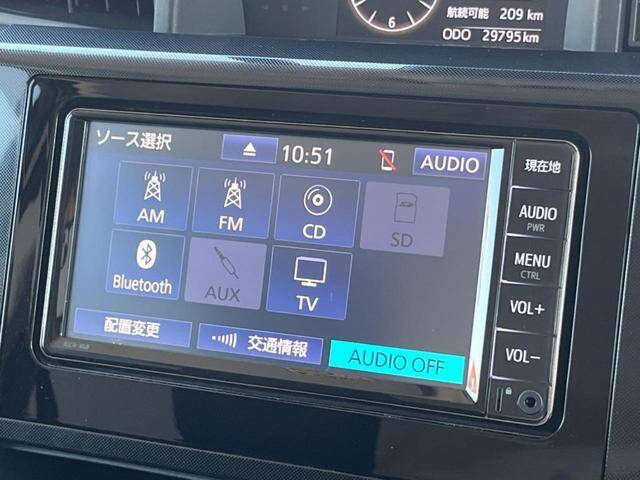 航続可能 209 km
6
ODO 29795 km
ソース選択
10:51
AUDIO
AM
FM
CD
SD
Bluetooth
AUX
TV
配置変更
交通情報
AUDIO OFF
現在地
AUDIO
PWR
MENU
CTRL
VOL+
VOL-